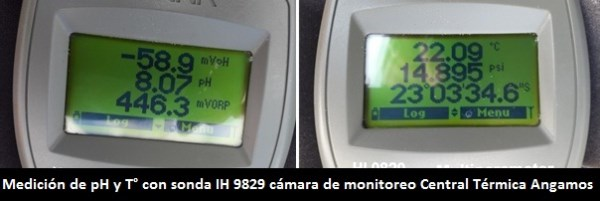 -58.9 mVpH
8.07 pH
446.3 mVORP
Log Menu
22.09 °C
14.895 psi
23°03'34.6"S
Log Menu
HI 9829 Multiparameter
Medición de pH y T° con sonda IH 9829 cámara de monitoreo Central Térmica Angamos